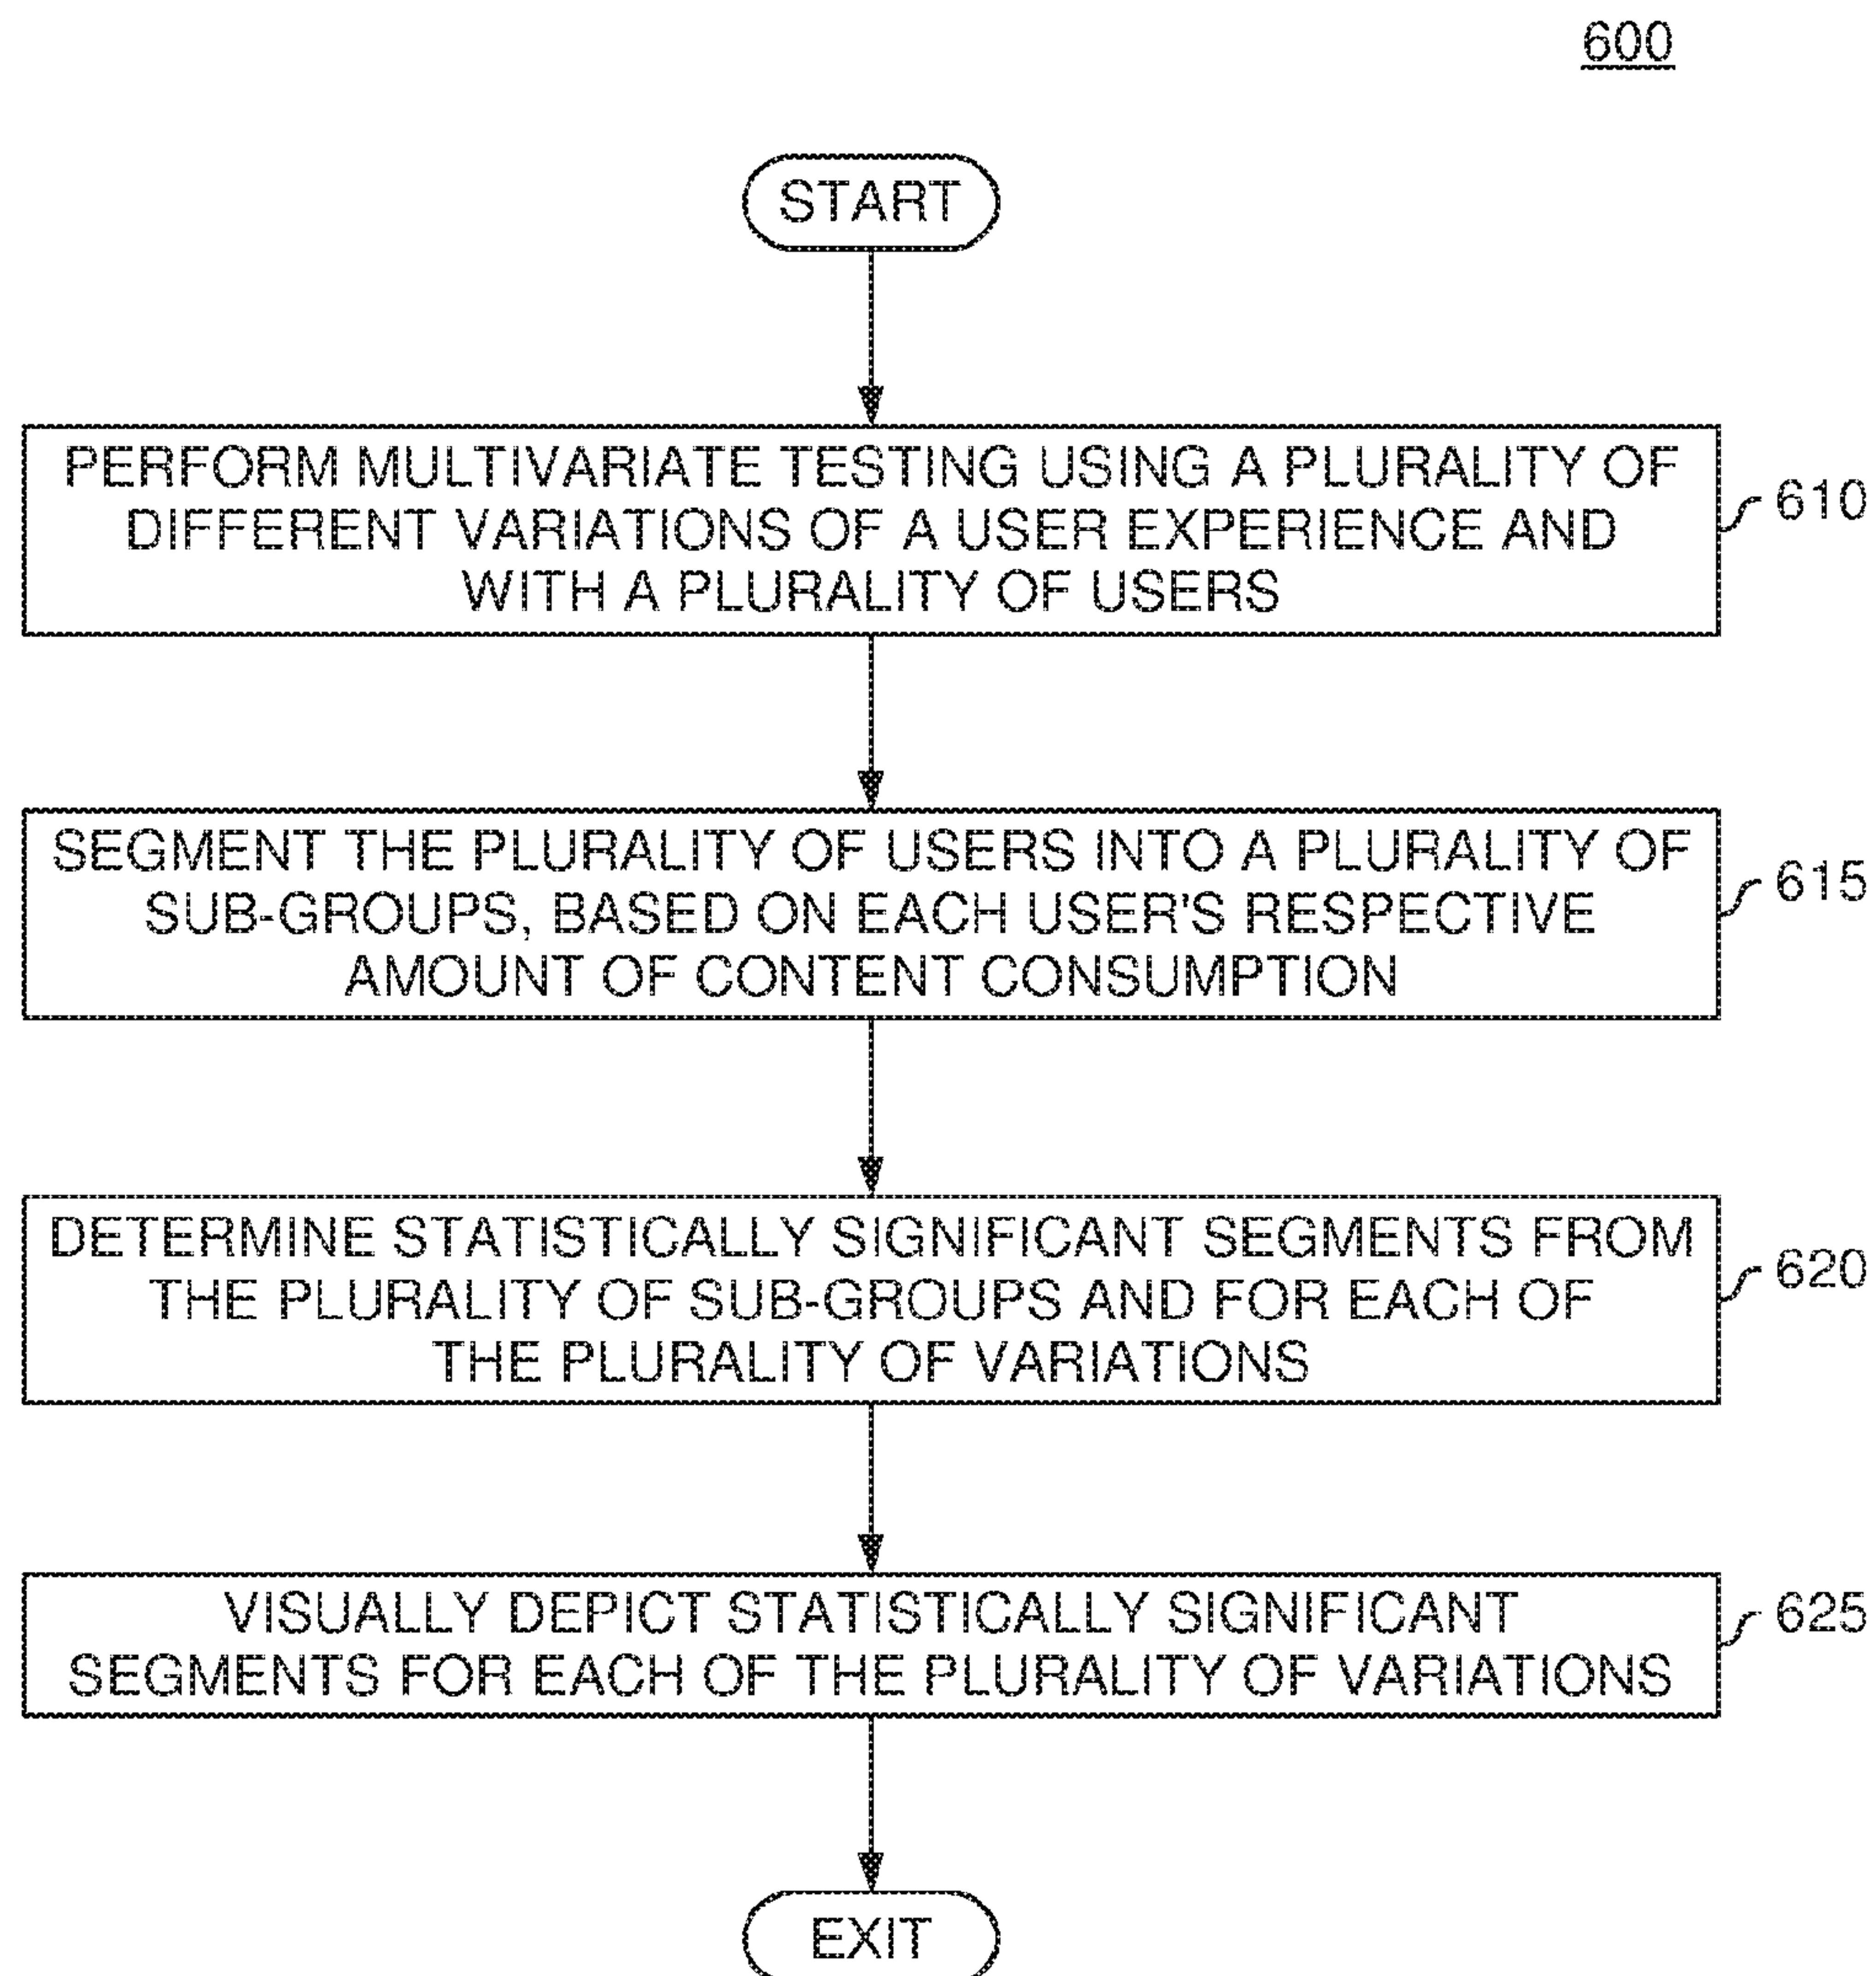 600
START
PERFORM MULTIVARIATE TESTING USING A PLURALITY OF
DIFFERENT VARIATIONS OF A USER EXPERIENCE AND
WITH A PLURALITY OF USERS
610
SEGMENT THE PLURALITY OF USERS INTO A PLURALITY OF
SUB-GROUPS, BASED ON EACH USER'S RESPECTIVE
AMOUNT OF CONTENT CONSUMPTION
615
DETERMINE STATISTICALLY SIGNIFICANT SEGMENTS FROM
THE PLURALITY OF SUB-GROUPS AND FOR EACH OF
THE PLURALITY OF VARIATIONS
620
VISUALLY DEPICT STATISTICALLY SIGNIFICANT
SEGMENTS FOR EACH OF THE PLURALITY OF VARIATIONS
625
EXIT